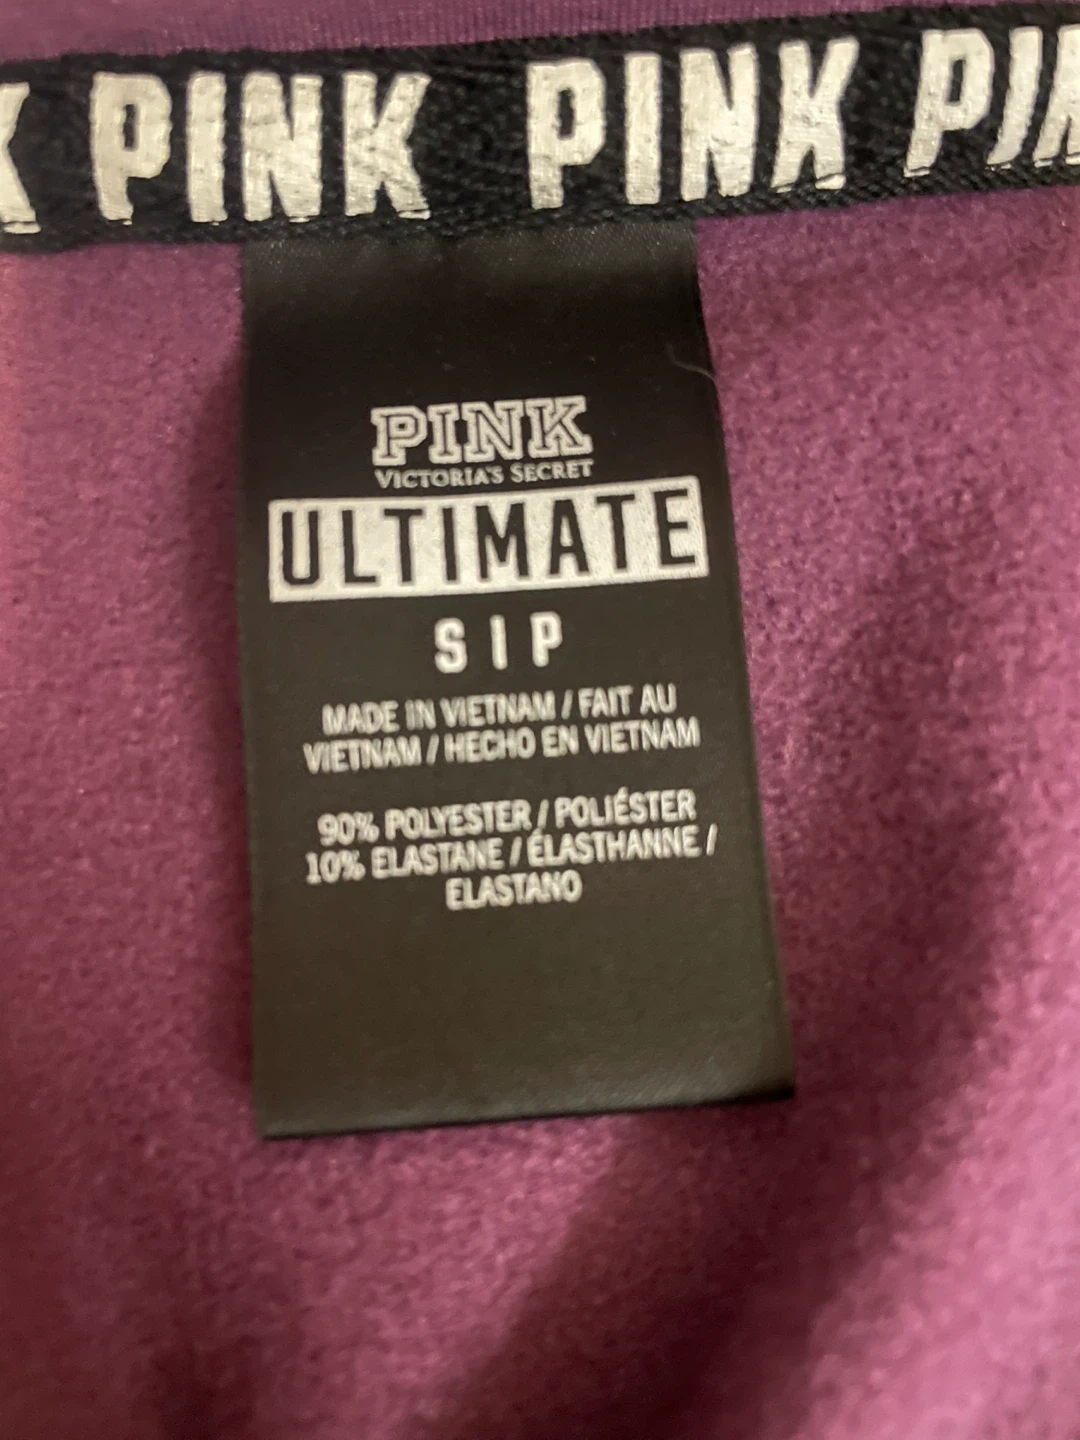 K PINK PINK PINK
PINK
VICTORIA'S SECRET
ULTIMATE
S I P
MADE IN VIETNAM / FAIT AU
VIETNAM / HECHO EN VIETNAM
90% POLYESTER / POLIÉSTER
10% ELASTANE / ÉLASTHANNE /
ELASTANO